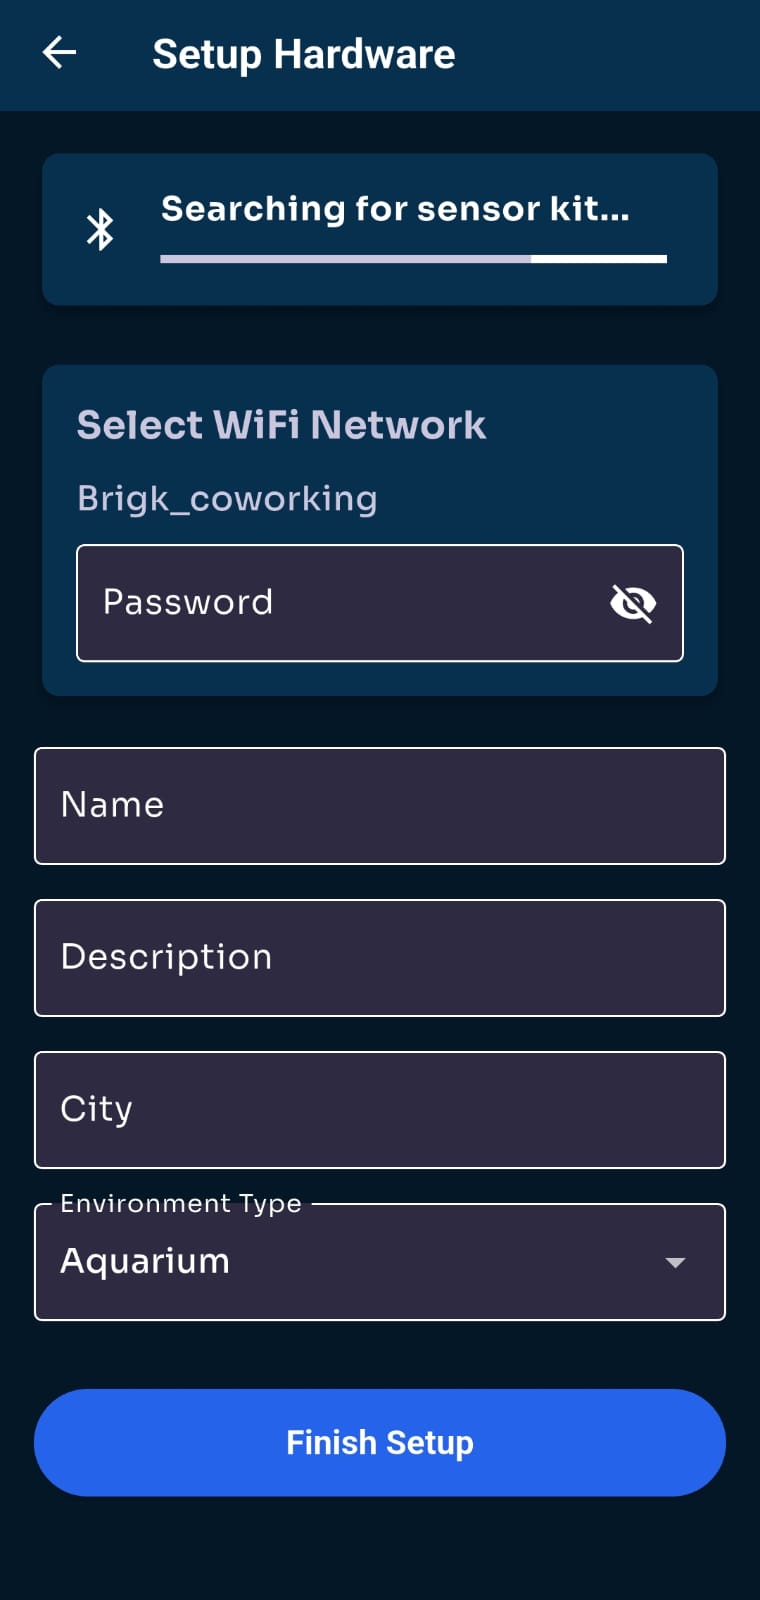 Setup Hardware
Searching for sensor kit...
Select WiFi Network
Brigk_coworking
Password
Name
Description
City
Environment Type
Aquarium
Finish Setup